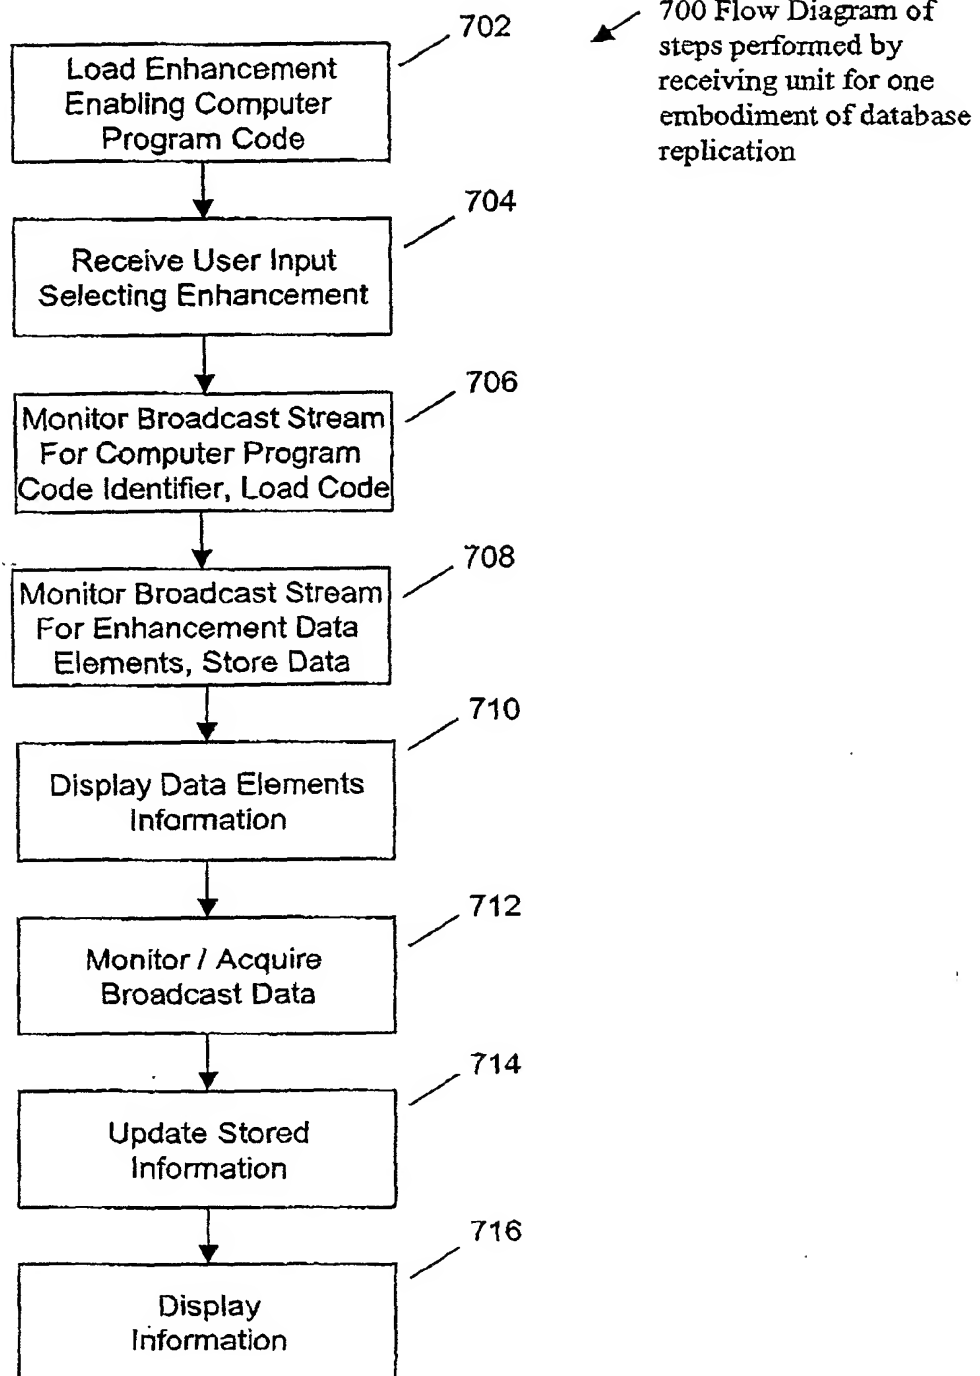 702
700 Flow Diagram of
steps performed by
receiving unit for one
embodiment of database
replication
Load Enhancement
Enabling Computer
Program Code
704
Receive User Input
Selecting Enhancement
706
Monitor Broadcast Stream
For Computer Program
Code Identifier, Load Code
708
Monitor Broadcast Stream
For Enhancement Data
Elements, Store Data
710
Display Data Elements
Information
712
Monitor / Acquire
Broadcast Data
714
Update Stored
Information
716
Display
Information